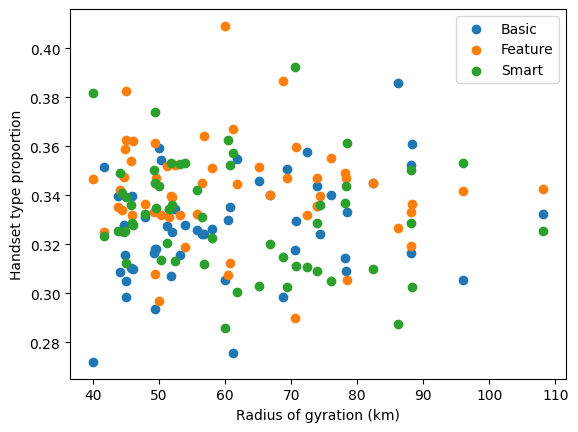 Basic
Feature
Smart
0.40
0.38
0.36
0.34
0.32
0.30
0.28
Handset type proportion
40 50 60 70 80 90 100 110
Radius of gyration (km)